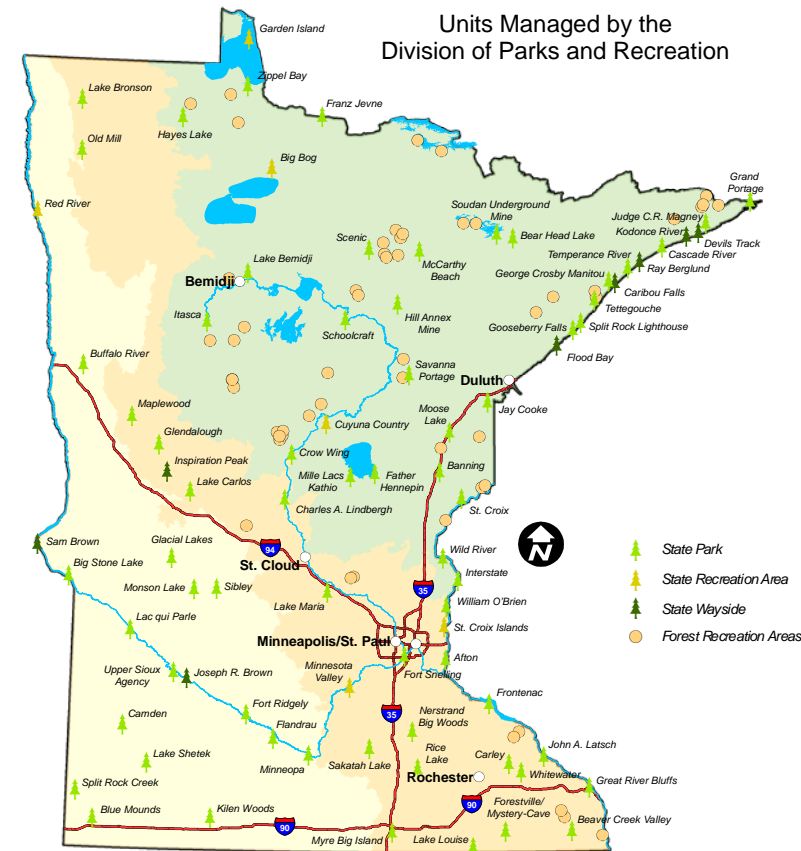 Units Managed by the
Division of Parks and Recreation
Garden Island
Zippel Bay
Lake Bronson
Franz Jevne
Hayes Lake
Old Mill
Big Bog
Red River
Grand
Portage
Soudan Underground
Mine
Judge C.R. Magney
Kodonce River
Devils Track
Bear Head Lake
Scenic
McCarthy
Beach
Temperance River
Cascade River
Ray Berglund
George Crosby Manitou
Caribou Falls
Tettegouche
Lake Bemidji
Bemidji
Itasca
Schoolcraft
Hill Annex
Mine
Gooseberry Falls
Split Rock Lighthouse
Flood Bay
Buffalo River
Savanna
Portage
Duluth
Jay Cooke
Maplewood
Moose
Lake
Cuyuna Country
Glendalough
Crow Wing
Inspiration Peak
Mille Lacs
Kathio
Father
Hennepin
Banning
Lake Carlos
Charles A. Lindbergh
St. Croix
Sam Brown
Glacial Lakes
94
St. Cloud
Wild River
Big Stone Lake
Interstate
Monson Lake
Sibley
Lake Maria
35
William O'Brien
Lac qui Parle
St. Croix Islands
Minneapolis/St. Paul
Afton
Fort Snelling
Upper Sioux
Agency
Joseph R. Brown
Minnesota
Valley
Frontenac
Camden
Fort Ridgely
Flandrau
35
Nerstrand
Big Woods
Lake Shetek
Minneopa
Sakatah Lake
Rice
Lake
Carley
John A. Latsch
Whitewater
Rochester
Great River Bluffs
Split Rock Creek
Blue Mounds
Kilen Woods
90
90
Forestville/
Mystery-Cave
Beaver Creek Valley
Myre Big Island
Lake Louise
N
State Park
State Recreation Area
State Wayside
Forest Recreation Areas